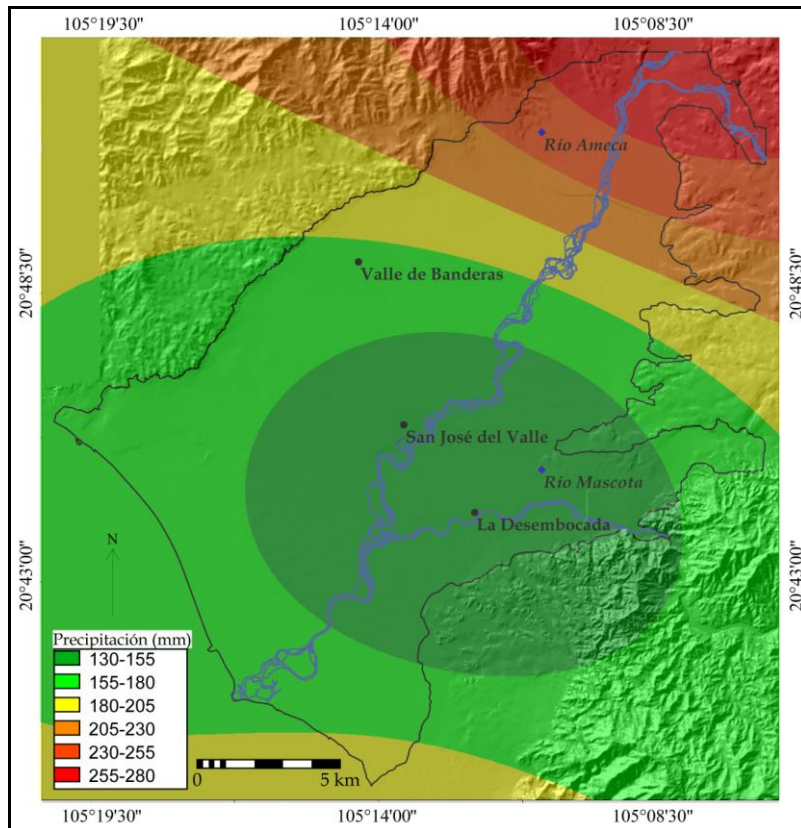 105°19'30" 105°14'00" 105°08'30"
Río Ameca
Valle de Banderas
20°48'30" 20°48'30"
San José del Valle
Río Mascota
La Desembocada
N
20°43'00" 20°43'00"
Precipitación (mm)
130-155
155-180
180-205
205-230
230-255
255-280
0 5 km
105°19'30" 105°14'00" 105°08'30"